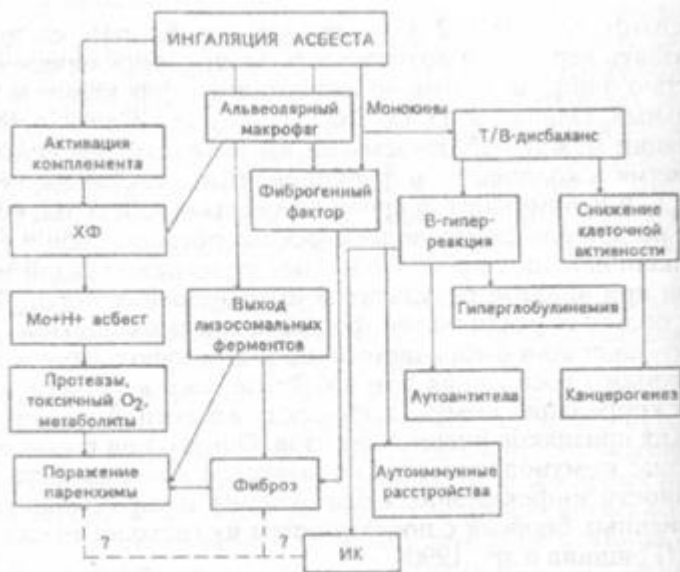 ИНГАЛЯЦИЯ АСБЕСТА
Альвеолярный
макрофаг
Монокины
Т/В-дисбаланс
Активация
комплемента
Фиброгенный
фактор
В-гипер-
реакция
Снижение
клеточной
активности
ХФ
Мо+Н+ асбест
Выход
лизосомальных
ферментов
Гиперглобулинемия
Протеазы,
токсичный O₂,
метаболиты
Аутоантитела
Канцерогенез
Поражение
паренхимы
Фиброз
Аутоиммунные
расстройства
?
?
ИК